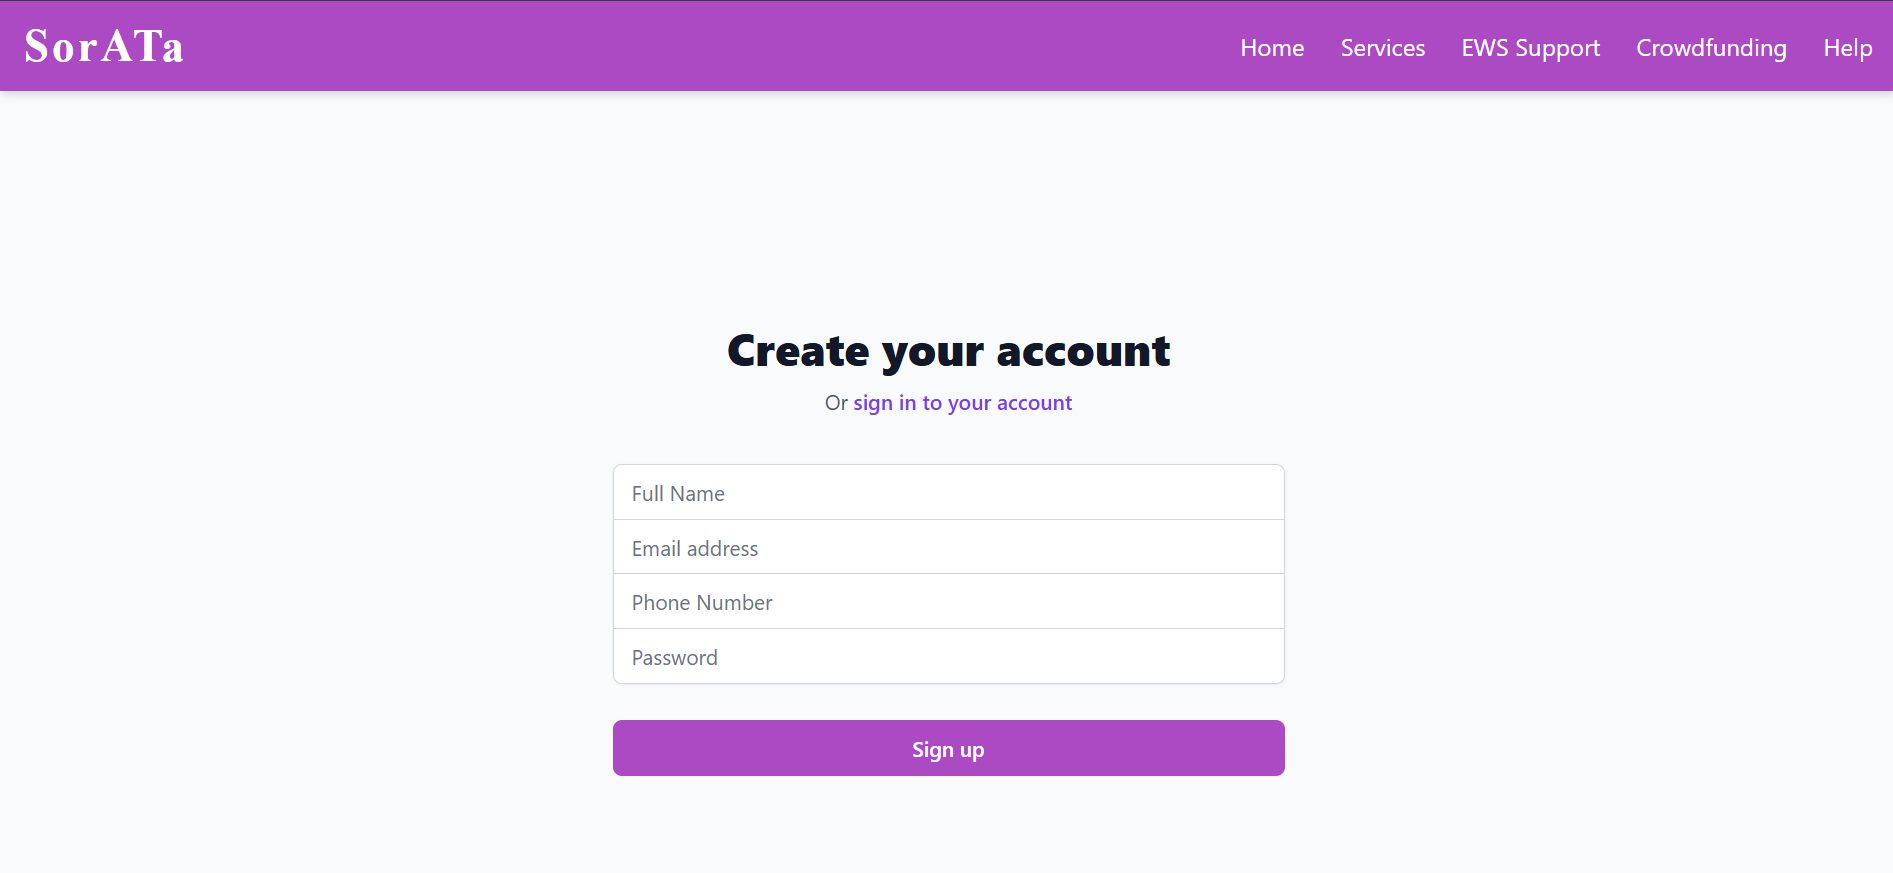 SorATa
Home Services EWS Support Crowdfunding Help
Create your account
Or sign in to your account
Full Name
Email address
Phone Number
Password
Sign up